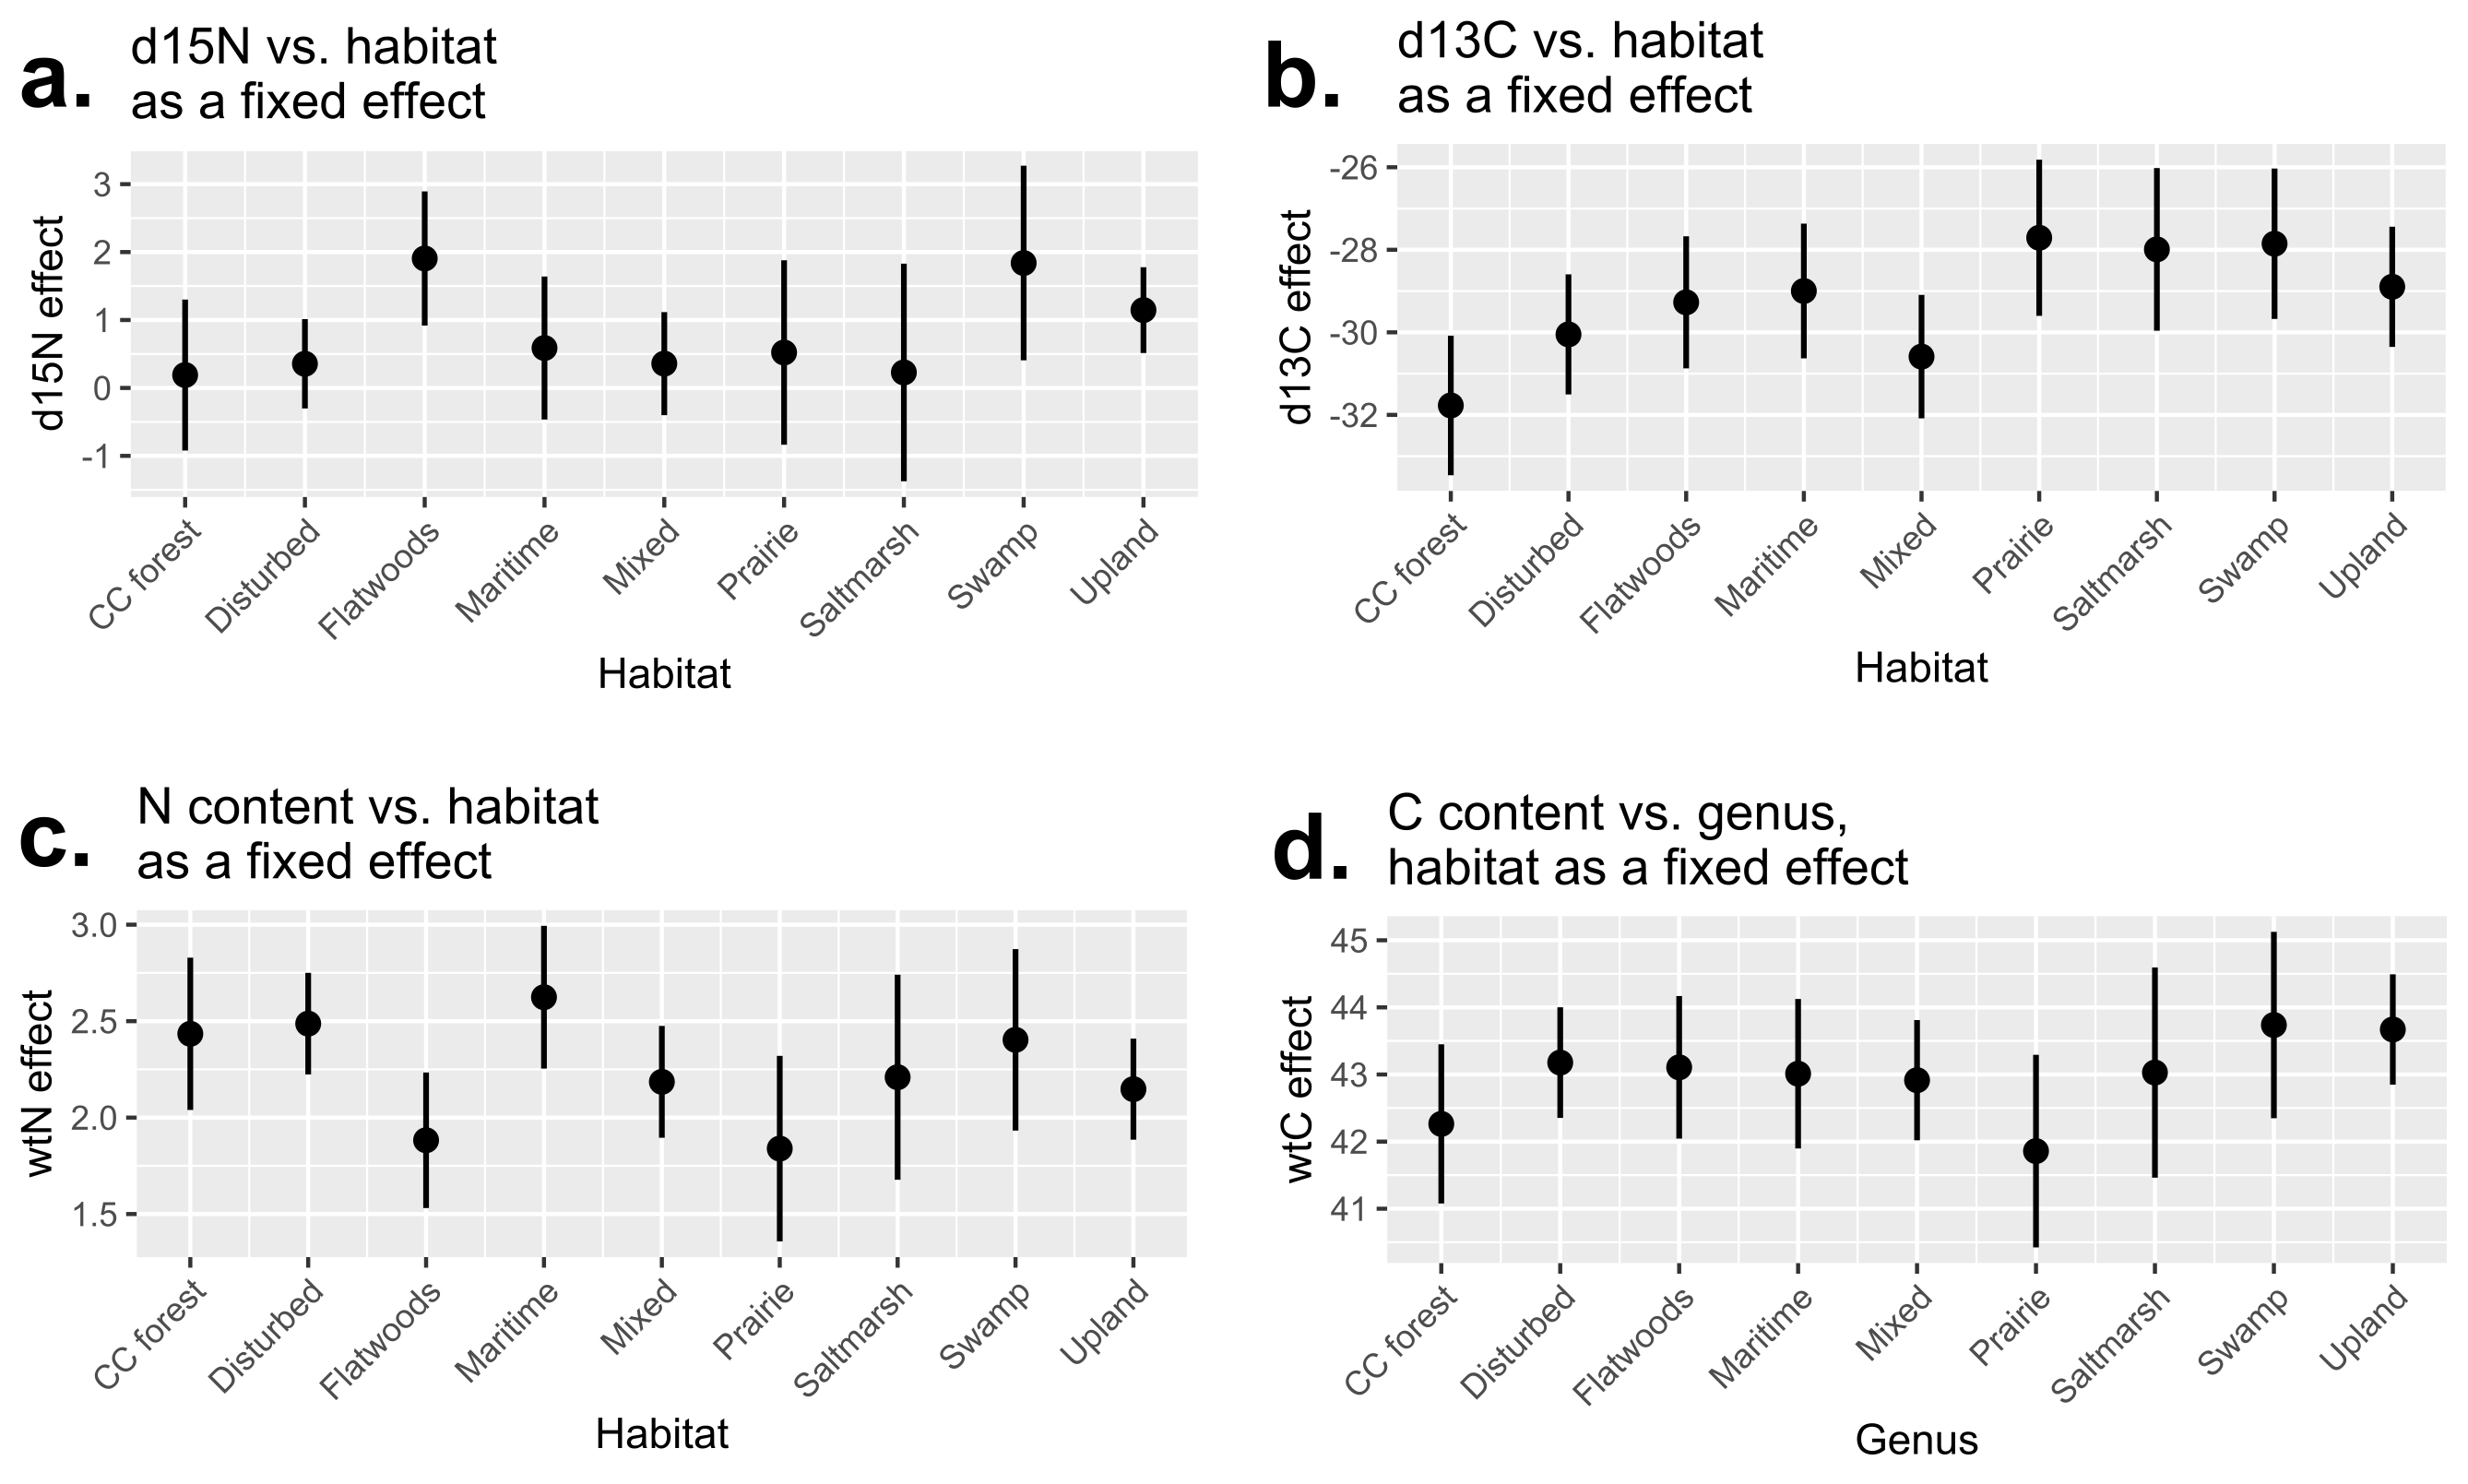 a.
d15N vs. habitat
as a fixed effect
d15N effect
3
2
1
0
-1
CC forest
Disturbed
Flatwoods
Maritime
Mixed
Prairie
Saltmarsh
Swamp
Upland
Habitat
b.
d13C vs. habitat
as a fixed effect
d13C effect
-26
-28
-30
-32
CC forest
Disturbed
Flatwoods
Maritime
Mixed
Prairie
Saltmarsh
Swamp
Upland
Habitat
c.
N content vs. habitat
as a fixed effect
wtN effect
3.0
2.5
2.0
1.5
CC forest
Disturbed
Flatwoods
Maritime
Mixed
Prairie
Saltmarsh
Swamp
Upland
Habitat
d.
C content vs. genus,
habitat as a fixed effect
wtC effect
45
44
43
42
41
CC forest
Disturbed
Flatwoods
Maritime
Mixed
Prairie
Saltmarsh
Swamp
Upland
Genus